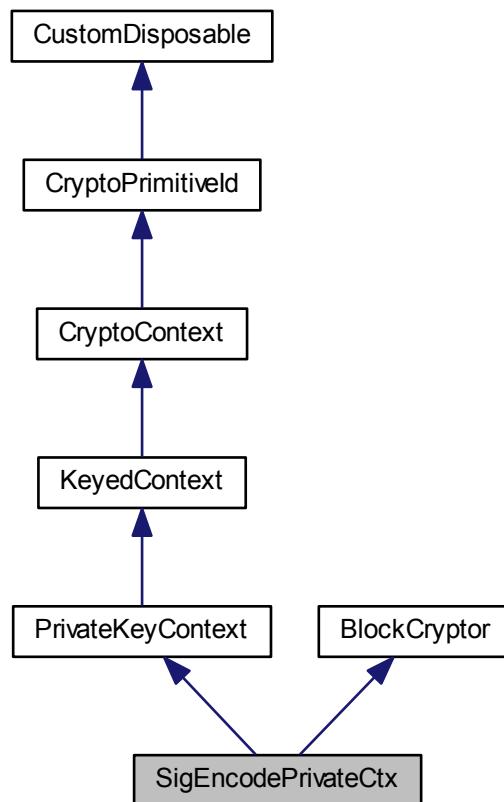 CustomDisposable
CryptoPrimitiveId
CryptoContext
KeyedContext
PrivateKeyContext
BlockCryptor
SigEncodePrivateCtx